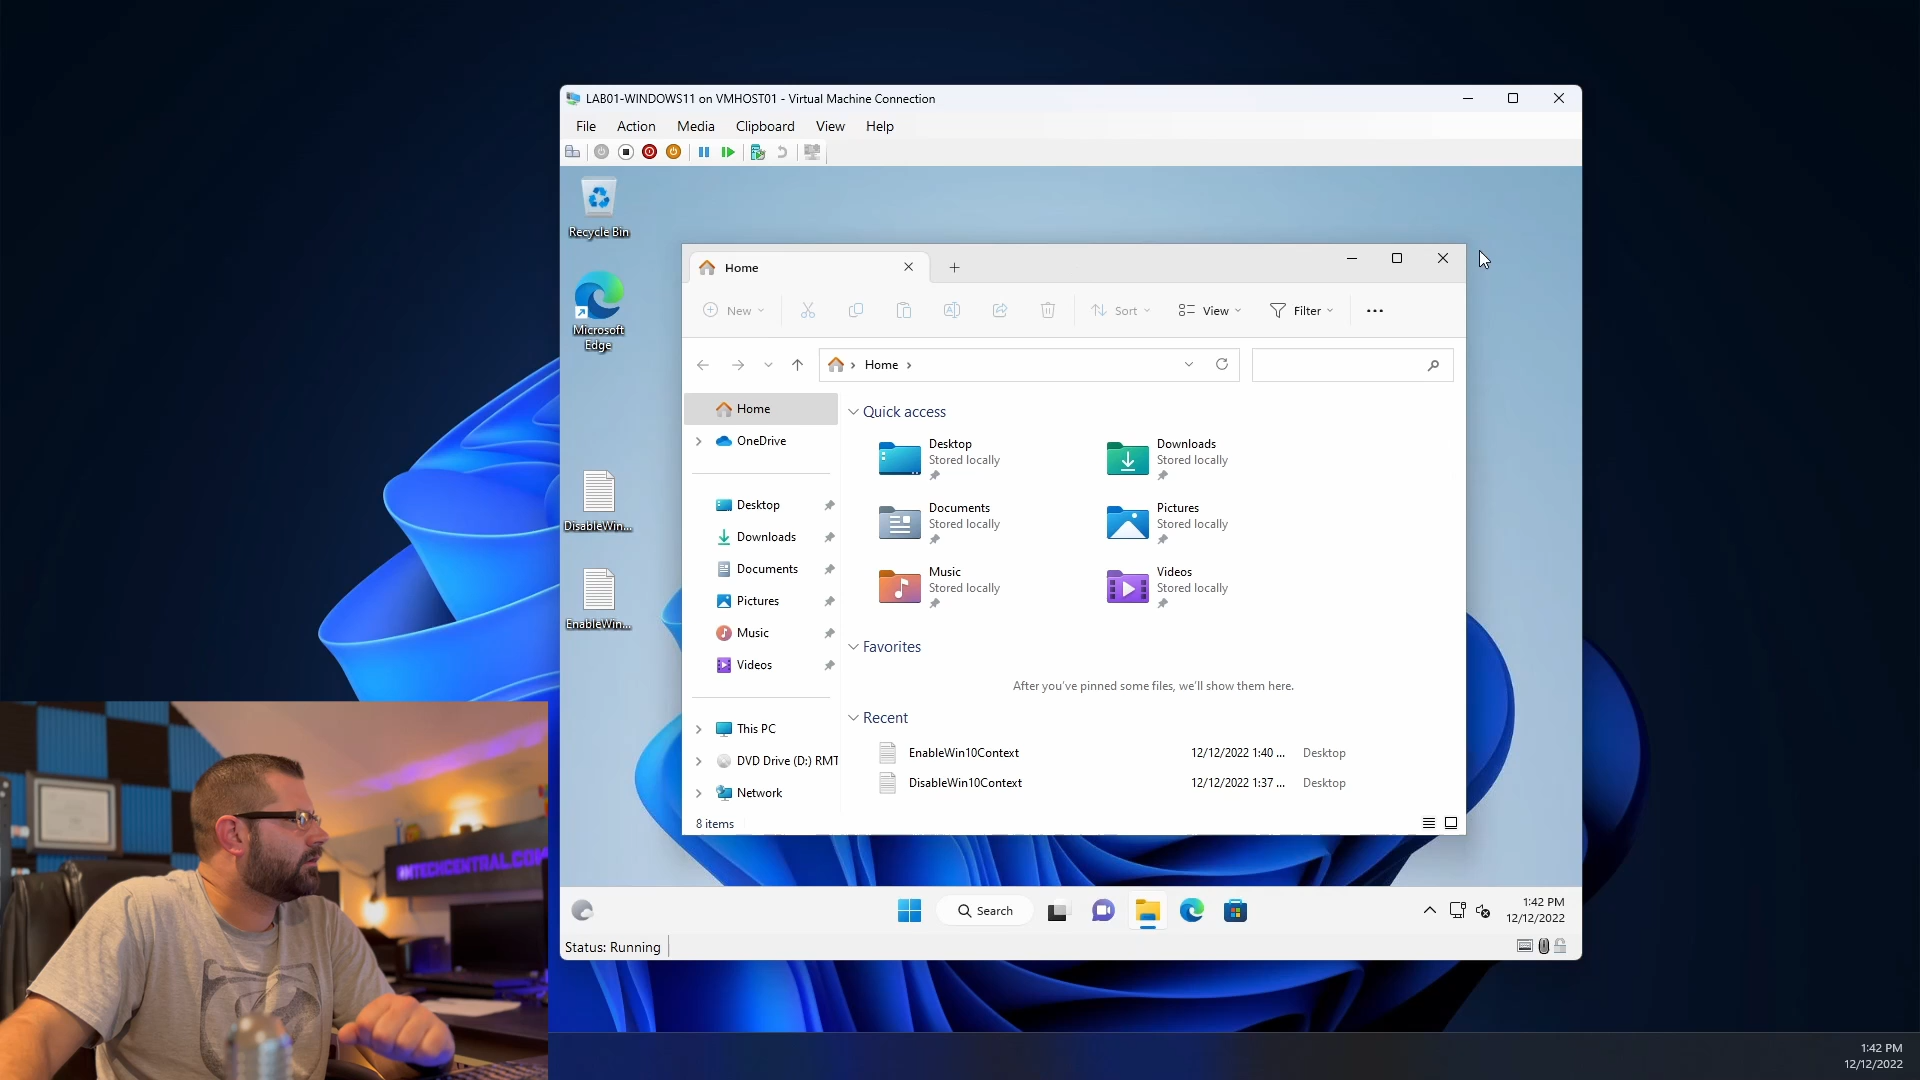 LAB01-WINDOWS11 on VMHOST01 - Virtual Machine Connection
File Action Media Clipboard View Help
Recycle Bin
Microsoft Edge
DisableWin...
EnableWin...
Home
New Sort View Filter
Home
Home
OneDrive
Desktop
Downloads
Documents
Pictures
Music
Videos
This PC
DVD Drive (D:) RMT
Network
Quick access
Desktop
Stored locally
Downloads
Stored locally
Documents
Stored locally
Pictures
Stored locally
Music
Stored locally
Videos
Stored locally
Favorites
After you've pinned some files, we'll show them here.
Recent
EnableWin10Context 12/12/2022 1:40 ... Desktop
DisableWin10Context 12/12/2022 1:37 ... Desktop
8 items
Search
1:42 PM
12/12/2022
Status: Running
MTECHCENTRAL.COM
1:42 PM
12/12/2022